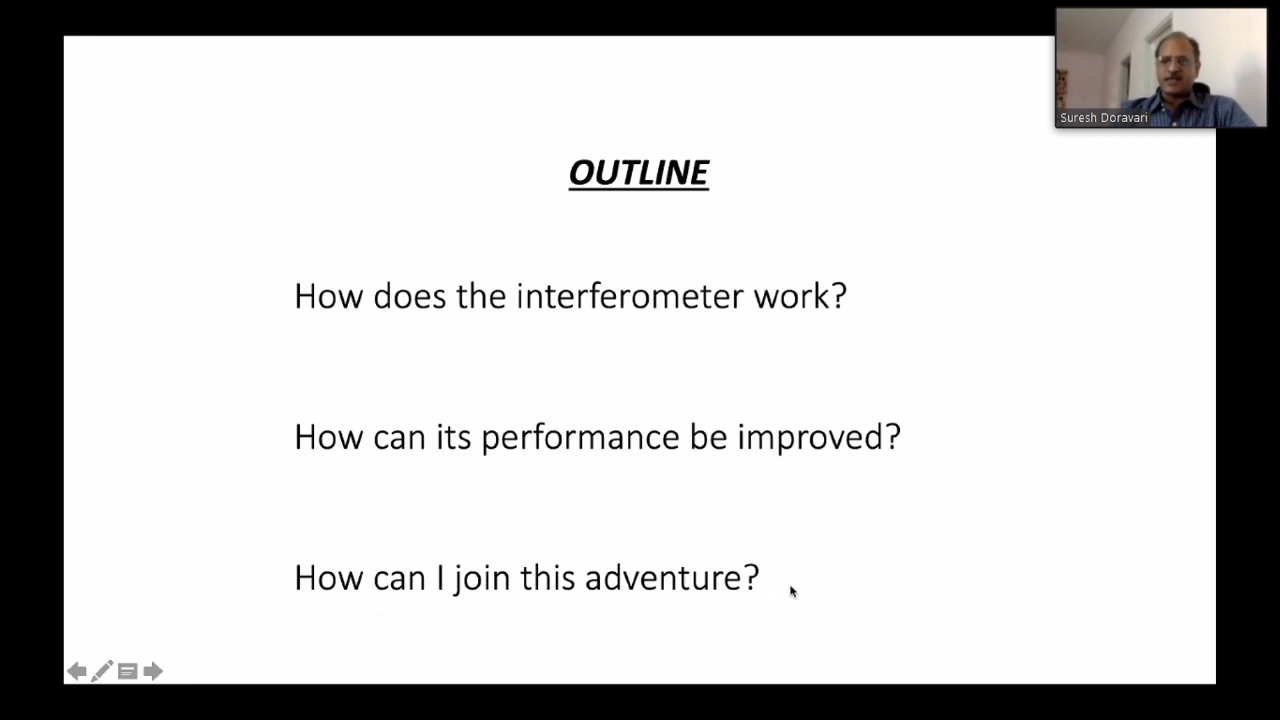 Suresh Doravari
OUTLINE
How does the interferometer work?
How can its performance be improved?
How can I join this adventure?